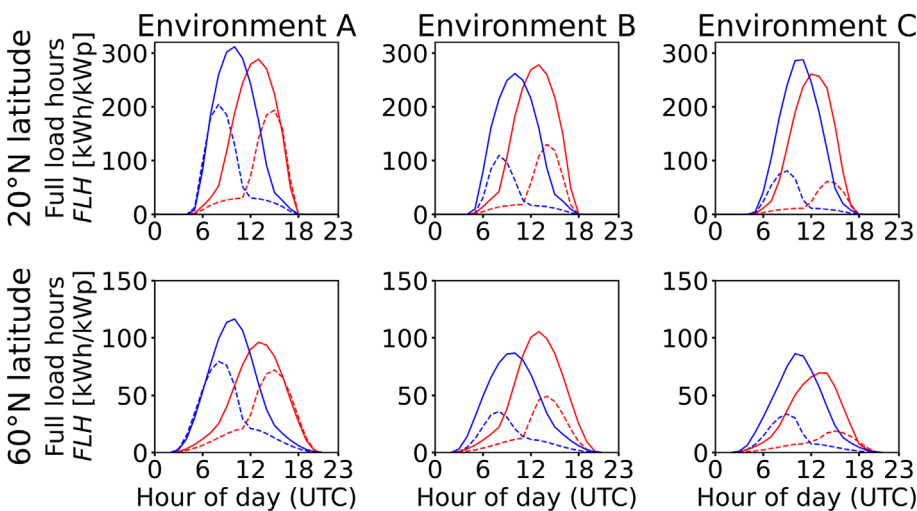 Environment A
Environment B
Environment C
20°N latitude
Full load hours
FLH [kWh/kWp]
300
200
100
0
0 6 12 18 23
300
200
100
0
0 6 12 18 23
300
200
100
0
0 6 12 18 23
60°N latitude
Full load hours
FLH [kWh/kWp]
150
100
50
0
0 6 12 18 23
Hour of day (UTC)
150
100
50
0
0 6 12 18 23
Hour of day (UTC)
150
100
50
0
0 6 12 18 23
Hour of day (UTC)